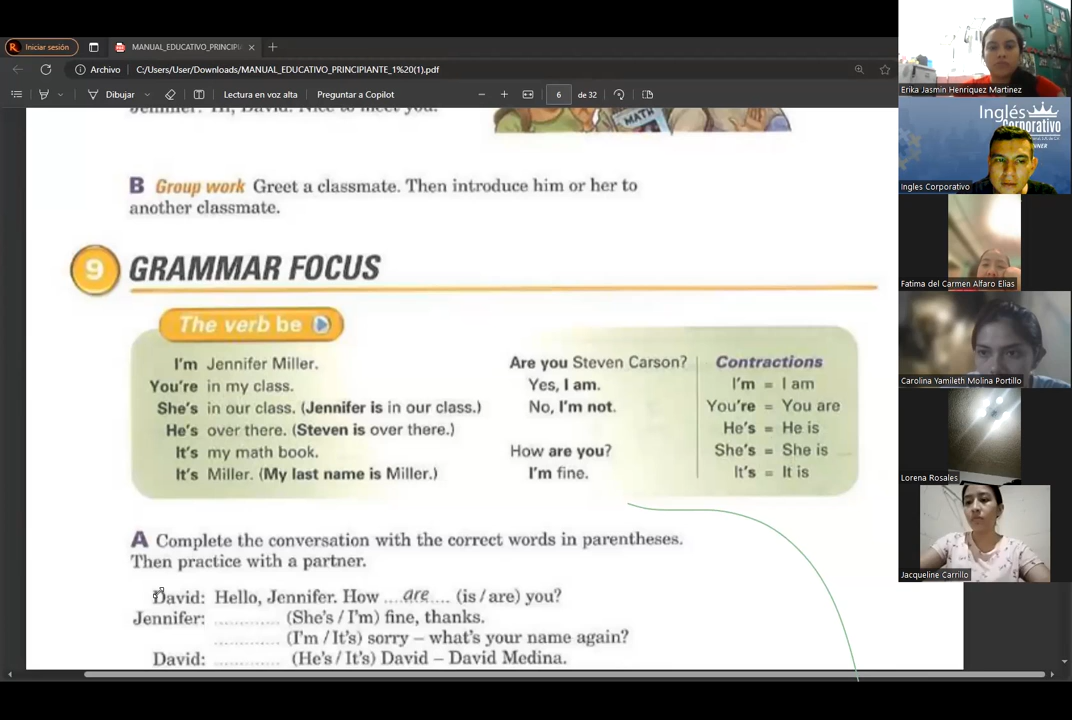 Iniciar sesión
MANUAL_EDUCATIVO_PRINCIPI
Archivo
C:/Users/User/Downloads/MANUAL_EDUCATIVO_PRINCIPIANTE_1%20(1).pdf
Dibujar
Lectura en voz alta
Preguntar a Copilot
6
de 32
Jennifer: Hi, David. Nice to meet you.
MATH
B Group work Greet a classmate. Then introduce him or her to
another classmate.
9 GRAMMAR FOCUS
The verb be
I'm Jennifer Miller.
You're in my class.
She's in our class. (Jennifer is in our class.)
He's over there. (Steven is over there.)
It's my math book.
It's Miller. (My last name is Miller.)
Are you Steven Carson?
Yes, I am.
No, I'm not.
How are you?
I'm fine.
Contractions
I'm = I am
You're = You are
He's = He is
She's = She is
It's = It is
A Complete the conversation with the correct words in parentheses.
Then practice with a partner.
David: Hello, Jennifer. How ....are.... (is / are) you?
Jennifer: ............... (She's / I'm) fine, thanks.
............... (I'm / It's) sorry – what's your name again?
David: ............... (He's / It's) David – David Medina.
Erika Jasmin Henriquez Martinez
Inglés
Corporativo
Ingles Corporativo
Fatima del Carmen Alfaro Elias
Carolina Yamileth Molina Portillo
Lorena Rosales
Jacqueline Carrillo